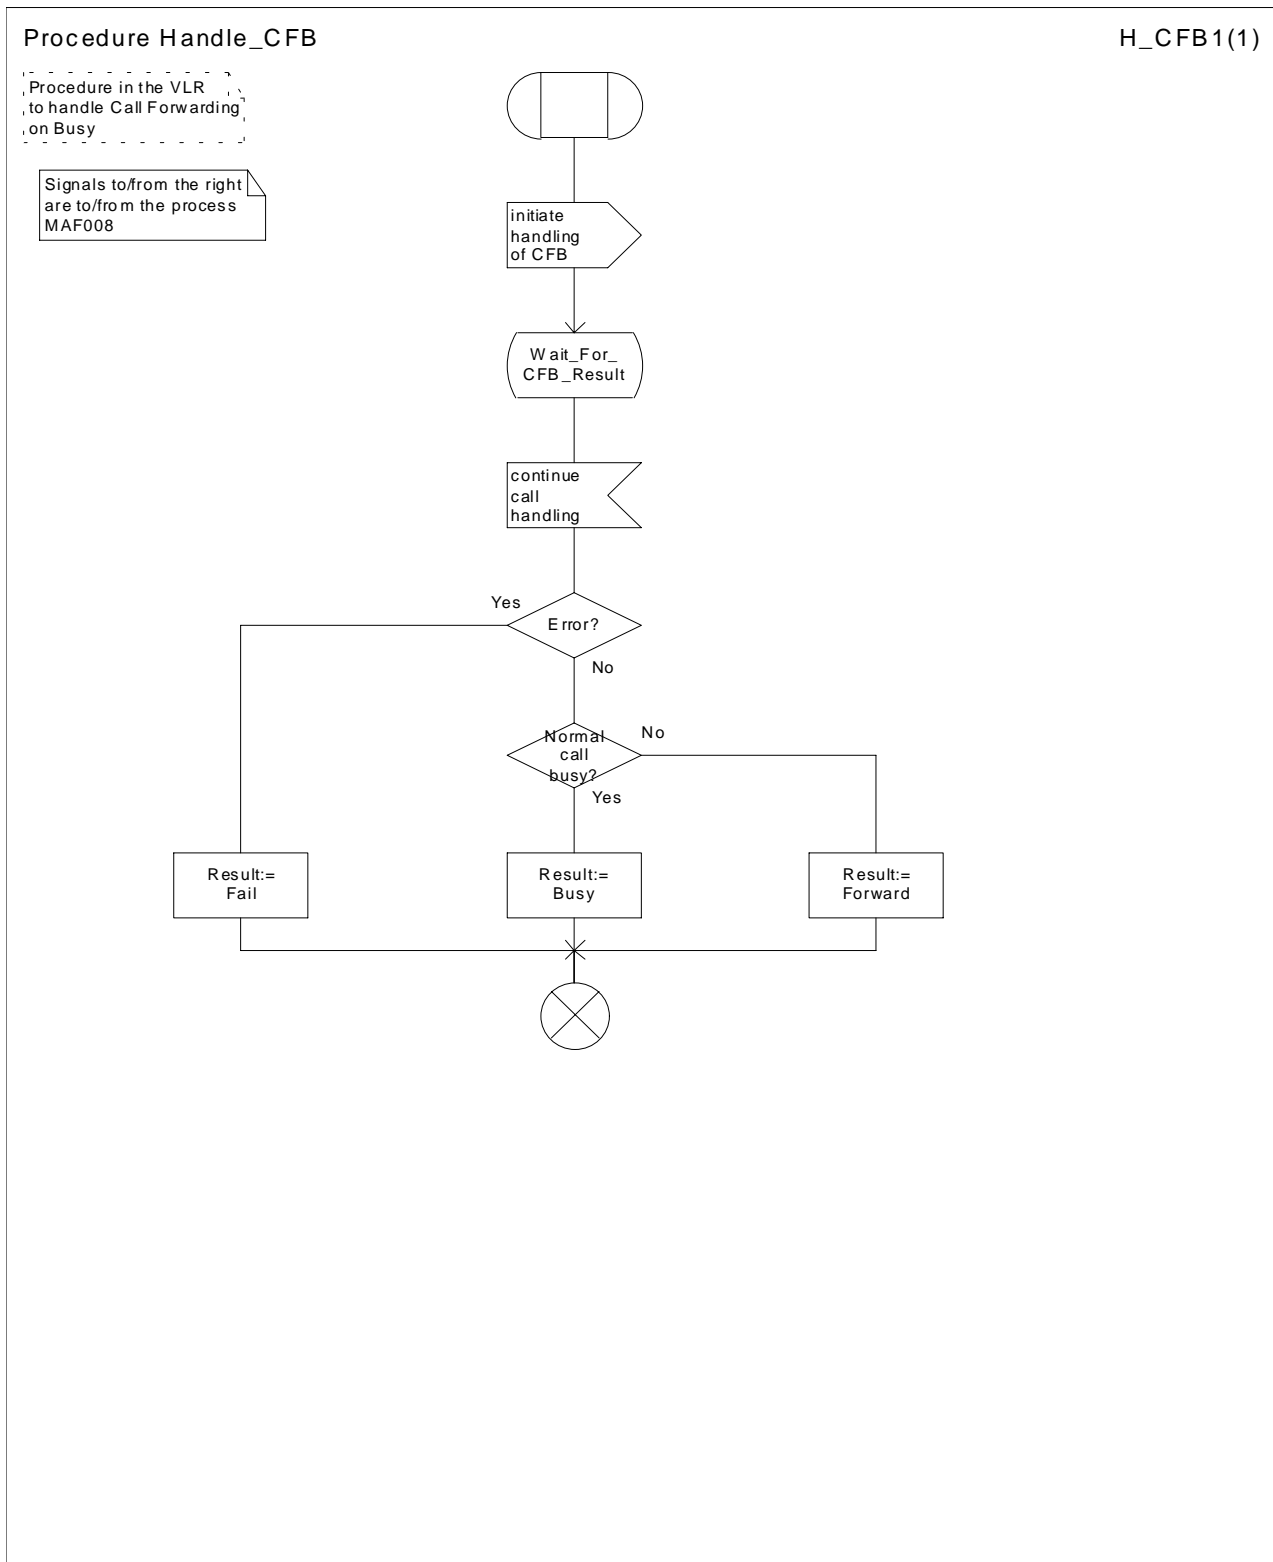 Procedure Handle_CFB
H_CFB1(1)
Procedure in the VLR
to handle Call Forwarding
on Busy
Signals to/from the right
are to/from the process
MAF008
initiate
handling
of CFB
Wait_For_
CFB_Result
continue
call
handling
Yes
Error?
No
Normal
call
busy?
No
Yes
Result:=
Fail
Result:=
Busy
Result:=
Forward